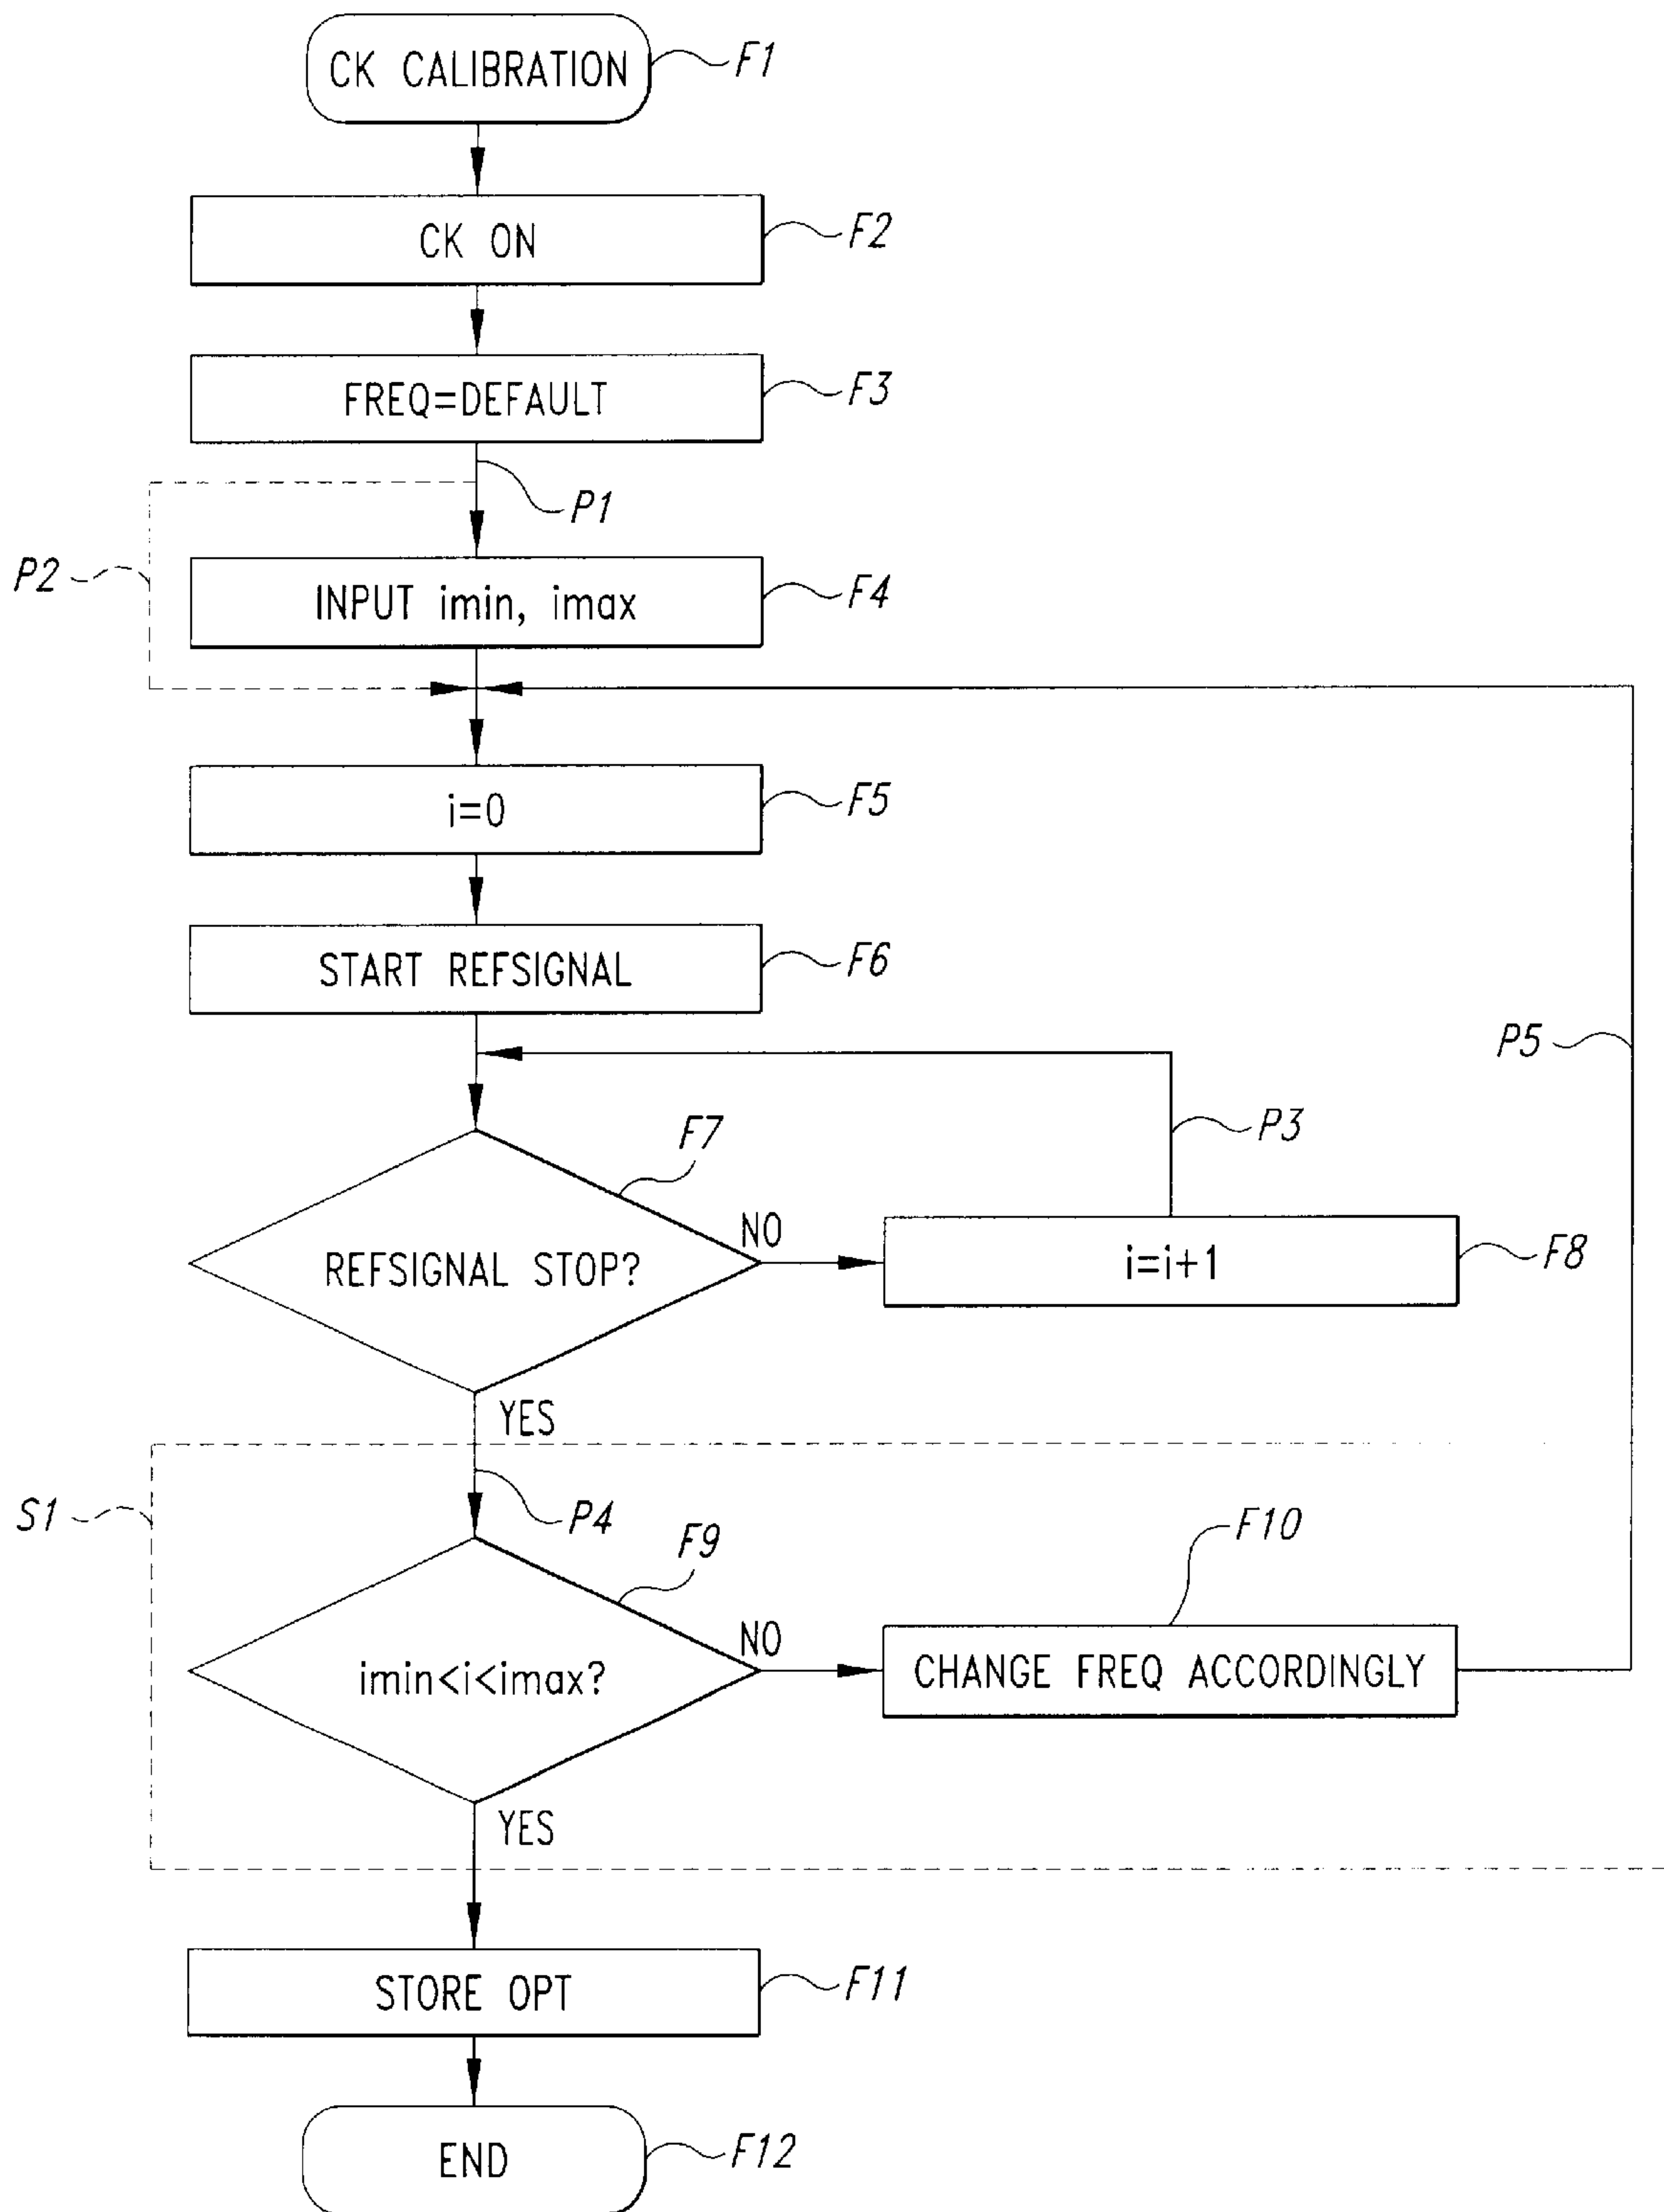 CK CALIBRATION
F1
CK ON
F2
FREQ=DEFAULT
F3
P1
P2
INPUT imin, imax
F4
i=0
F5
START REFSIGNAL
F6
P5
P3
F7
REFSIGNAL STOP?
NO
i=i+1
F8
YES
S1
P4
F9
F10
imin<i<imax?
NO
CHANGE FREQ ACCORDINGLY
YES
STORE OPT
F11
END
F12